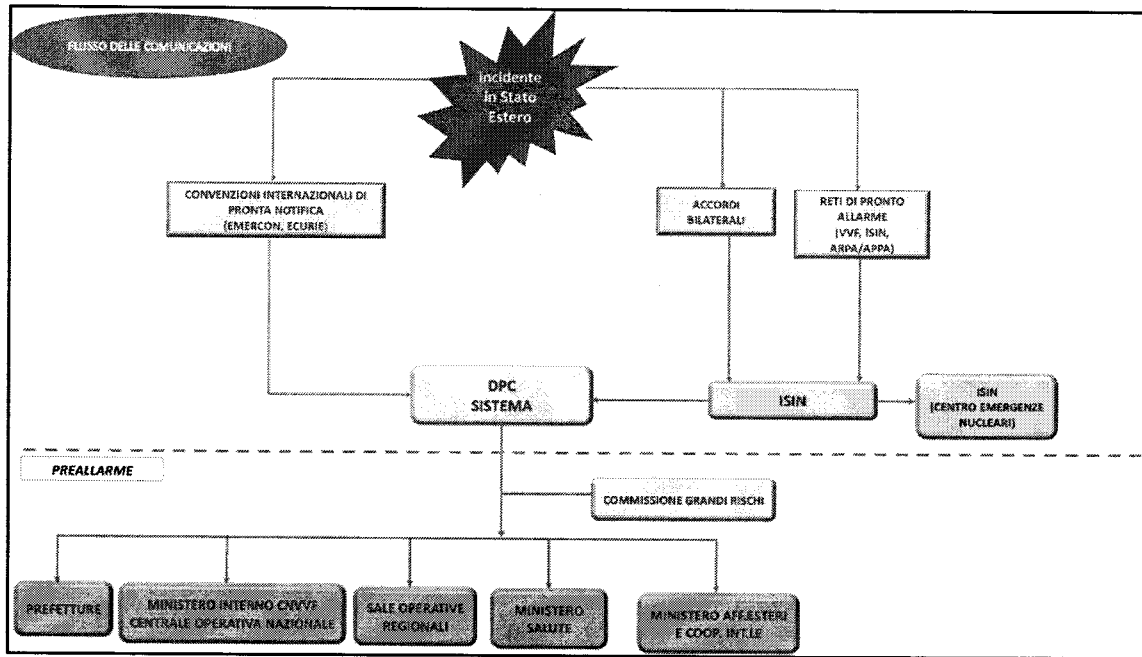 FLUSSO DELLE COMUNICAZIONI
Incidente
in Stato
Estero
CONVENZIONI INTERNAZIONALI DI
PRONTA NOTIFICA
(EMERCON, ECURIE)
ACCORDI
BILATERALI
RETI DI PRONTO
ALLARME
(VVF, ISIN,
ARPA/APPA)
DPC
SISTEMA
ISIN
ISIN
(CENTRO EMERGENZE
NUCLEARI)
PREALLARME
COMMISSIONE GRANDI RISCHI
PREFETTURE
MINISTERO INTERNO CNVVF
CENTRALE OPERATIVA NAZIONALE
SALE OPERATIVE
REGIONALI
MINISTERO
SALUTE
MINISTERO AFF.ESTERI
E COOP. INT.LE